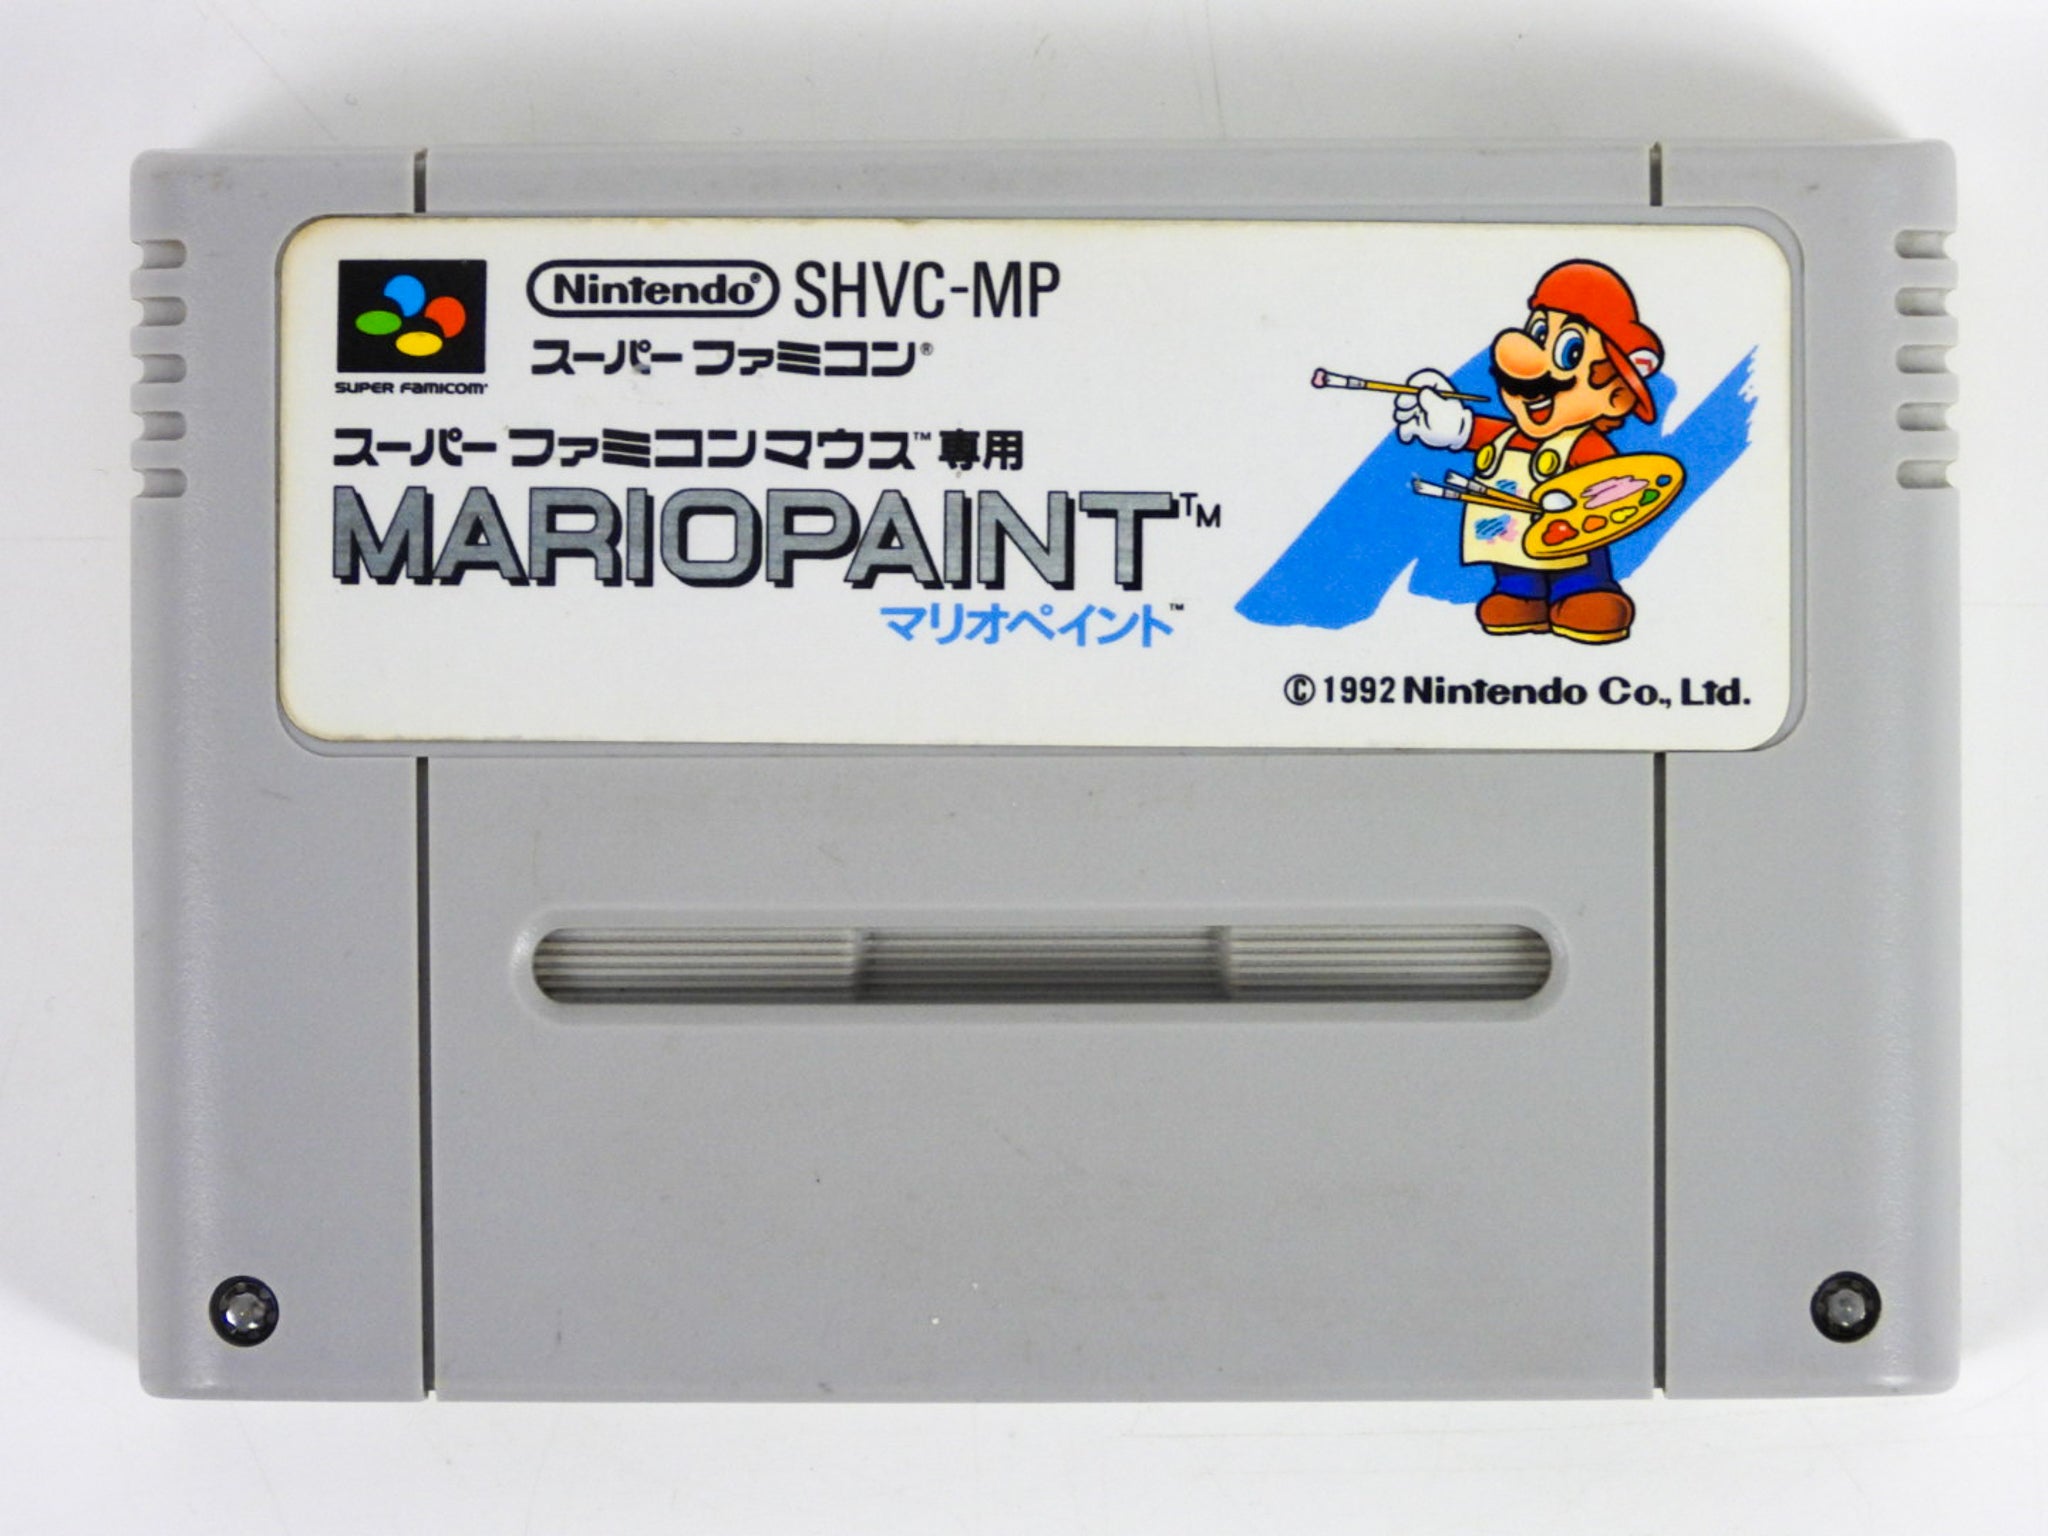 Nintendo® SHVC-MP
スーパーファミコン®
SUPER FAMICOM
スーパーファミコンマウス™専用
MARIOPAINT™
マリオペイント™
©1992 Nintendo Co., Ltd.